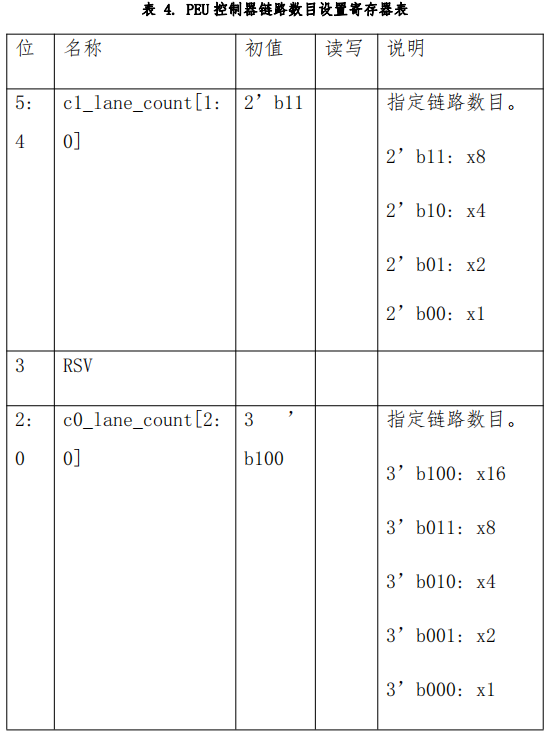 表 4. PEU 控制器链路数目设置寄存器表
位 名称 初值 读写 说明
5: c1_lane_count[1: 2’b11 指定链路数目。
4 0]
2’b11: x8
2’b10: x4
2’b01: x2
2’b00: x1
3 RSV
2: c0_lane_count[2: 3 ’ 指定链路数目。
0 0] b100
3’b100: x16
3’b011: x8
3’b010: x4
3’b001: x2
3’b000: x1